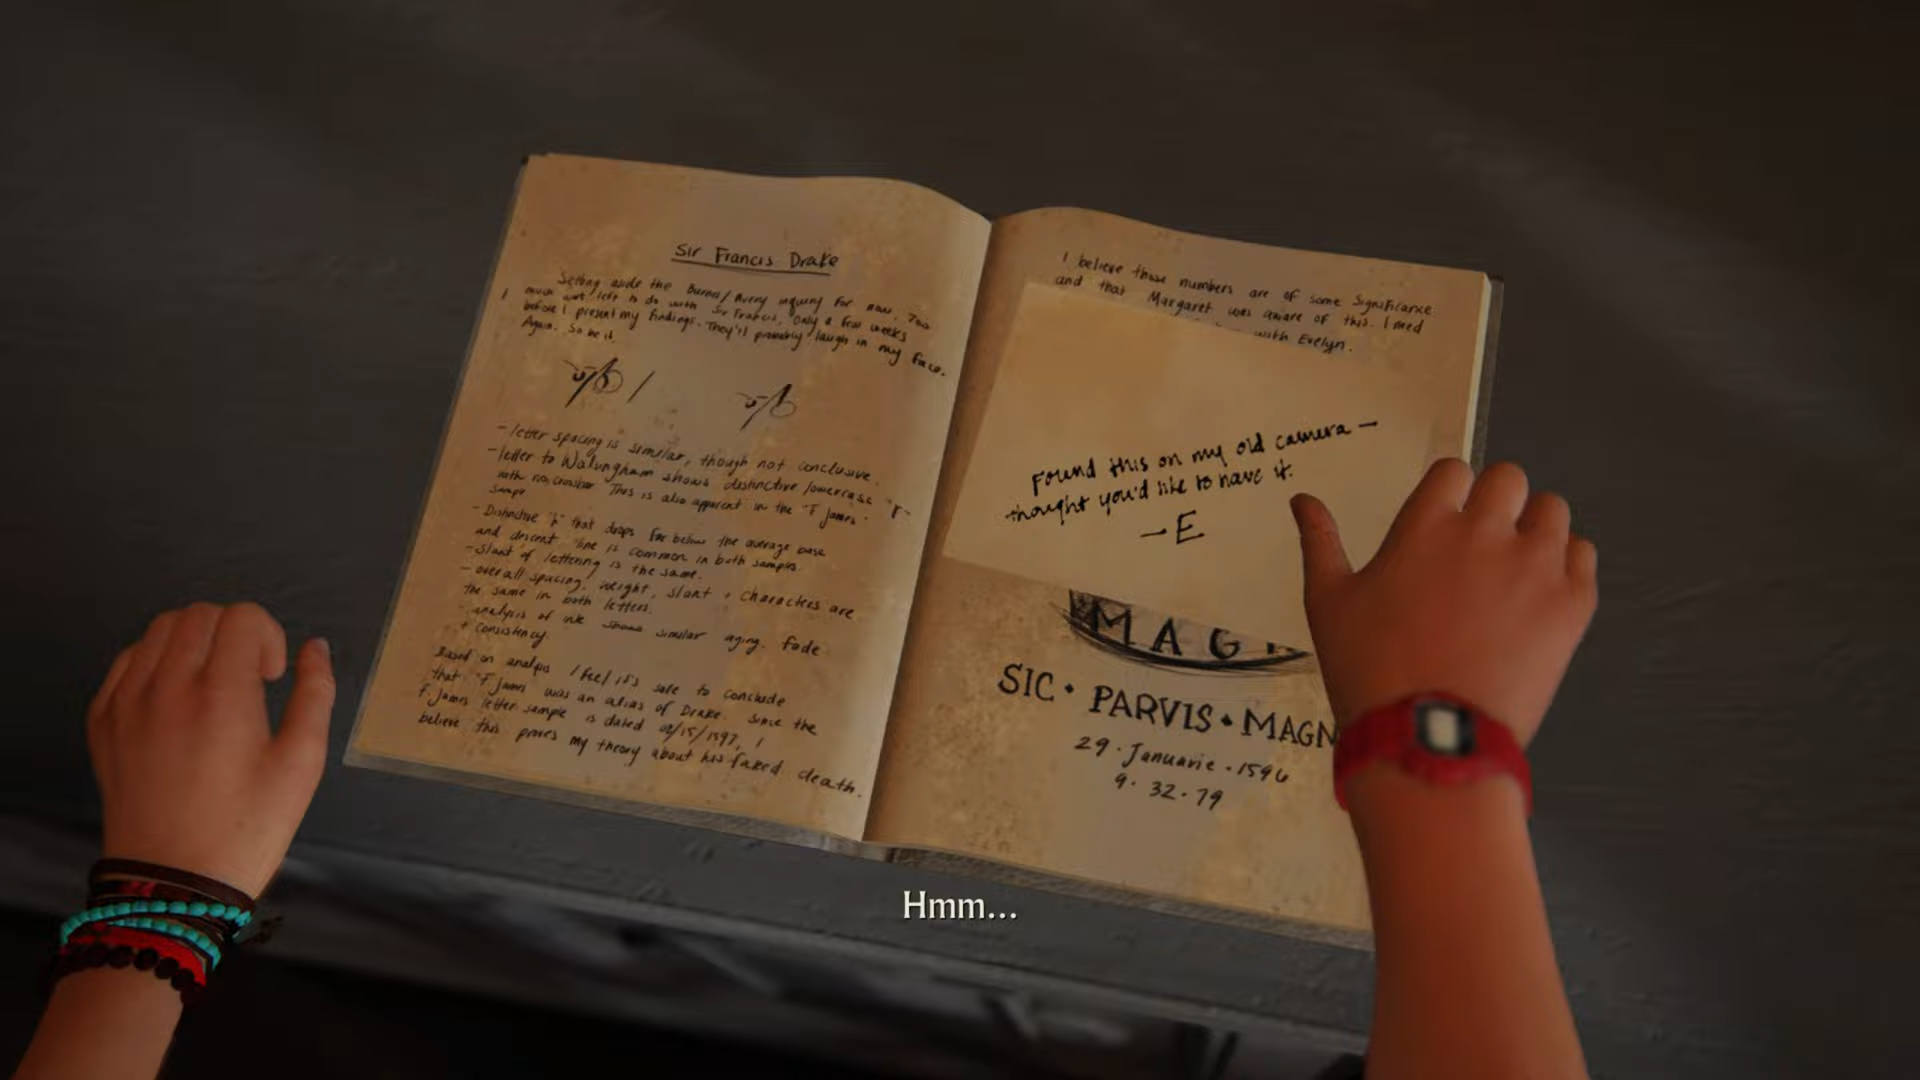 Sir Francis Drake
Setting aside the Burnes/Avery inquiry for now. Too
much work left to do with Sir Francis. Only a few weeks
before I present my findings. They'll probably laugh in my face.
Again. So be it.
- letter spacing is similar, though not conclusive.
- letter to Walsingham shows distinctive lowercase "F"
with no crossbar This is also apparent in the "F James"
sample
- Distinctive "h" that drops far below the average base
and descent line is common in both samples.
- Slant of lettering is the same.
- overall spacing, weight, slant + characters are
the same in both letters.
- analysis of ink shows similar aging, fade
+ consistency.
Based on analysis I feel it's safe to conclude
that "F. James" was an alias of Drake. Since the
F. James letter sample is dated 02/15/1597, I
believe this proves my theory about his faked death.
I believe those numbers are of some significance
and that Margaret was aware of this. I need
with Evelyn.
Found this on my old camera —
thought you'd like to have it.
— E
MAG
SIC • PARVIS • MAGN
29 • Januarie • 1596
9 • 32 • 79
Hmm...